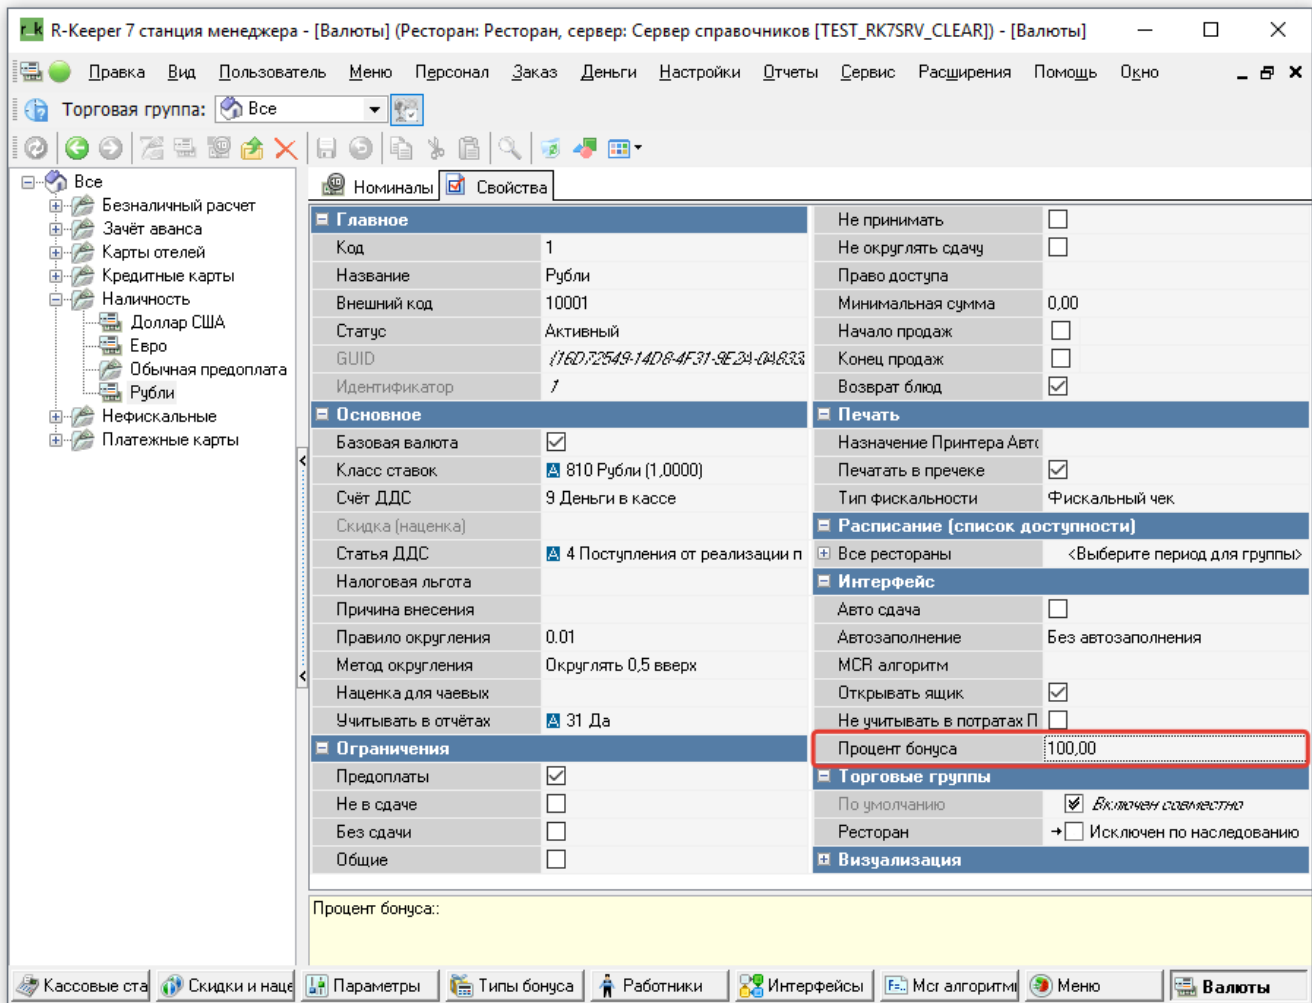 R-Keeper 7 станция менеджера - [Валюты] (Ресторан: Ресторан, сервер: Сервер справочников [TEST_RK7SRV_CLEAR]) - [Валюты]
Правка Вид Пользователь Меню Персонал Заказ Деньги Настройки Отчеты Сервис Расширения Помощь Окно
Торговая группа: Все
Все
Безналичный расчет
Зачёт аванса
Карты отелей
Кредитные карты
Наличность
Доллар США
Евро
Обычная предоплата
Рубли
Нефискальные
Платежные карты
Номиналы Свойства
Главное
Код 1
Название Рубли
Внешний код 10001
Статус Активный
GUID {16D72549-14D8-4F31-9E2A-0A833
Идентификатор 1
Основное
Базовая валюта
Класс ставок 810 Рубли (1,0000)
Счёт ДДС 9 Деньги в кассе
Скидка (наценка)
Статья ДДС 4 Поступления от реализации п
Налоговая льгота
Причина внесения
Правило округления 0.01
Метод округления Округлять 0,5 вверх
Наценка для чаевых
Учитывать в отчётах 31 Да
Ограничения
Предоплаты
Не в сдаче
Без сдачи
Общие
Не принимать
Не округлять сдачу
Право доступа
Минимальная сумма 0,00
Начало продаж
Конец продаж
Возврат блюд
Печать
Назначение Принтера Авто
Печатать в пречеке
Тип фискальности Фискальный чек
Расписание (список доступности)
Все рестораны <Выберите период для группы>
Интерфейс
Авто сдача
Автозаполнение Без автозаполнения
MCR алгоритм
Открывать ящик
Не учитывать в потратах П
Процент бонуса 100,00
Торговые группы
По умолчанию Включен совместно
Ресторан Исключен по наследованию
Визуализация
Процент бонуса::
Кассовые ста Скидки и наце Параметры Типы бонуса Работники Интерфейсы Мсг алгоритмы Меню Валюты